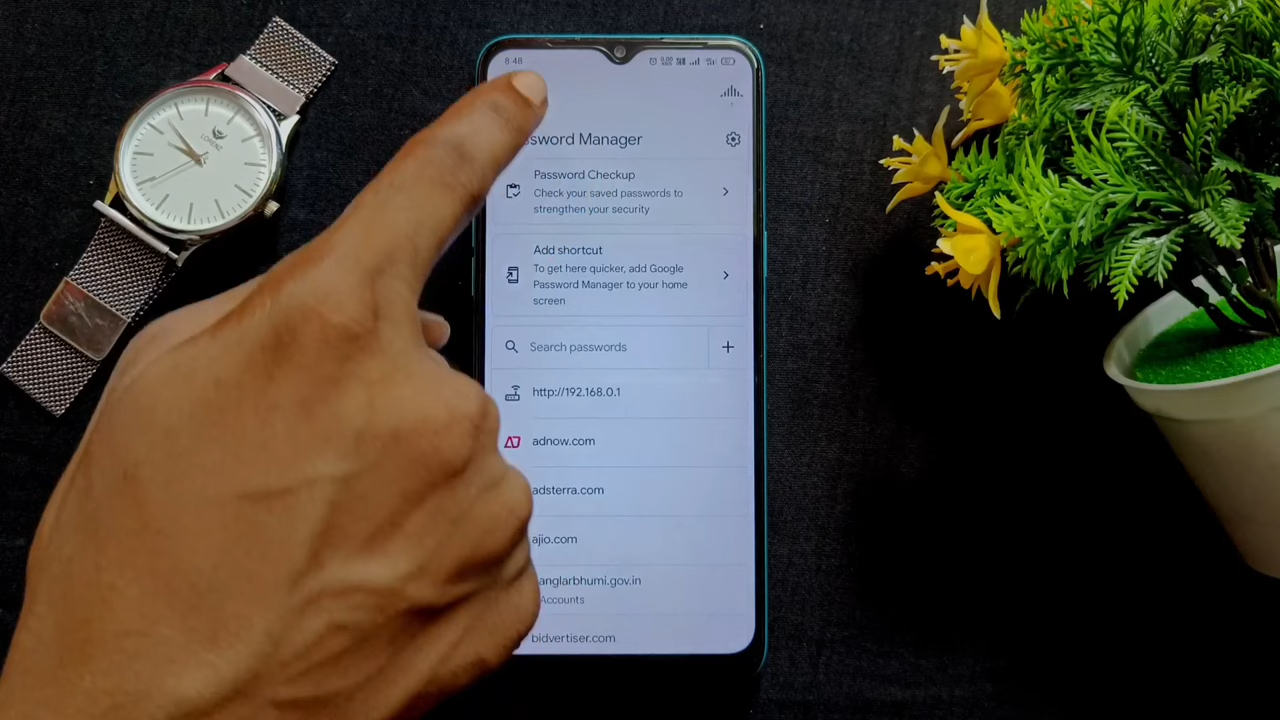 LORENZ
8:48
sword Manager
Password Checkup
Check your saved passwords to
strengthen your security
Add shortcut
To get here quicker, add Google
Password Manager to your home
screen
Search passwords
http://192.168.0.1
adnow.com
adsterra.com
ajio.com
anglarbhumi.gov.in
Accounts
bidvertiser.com